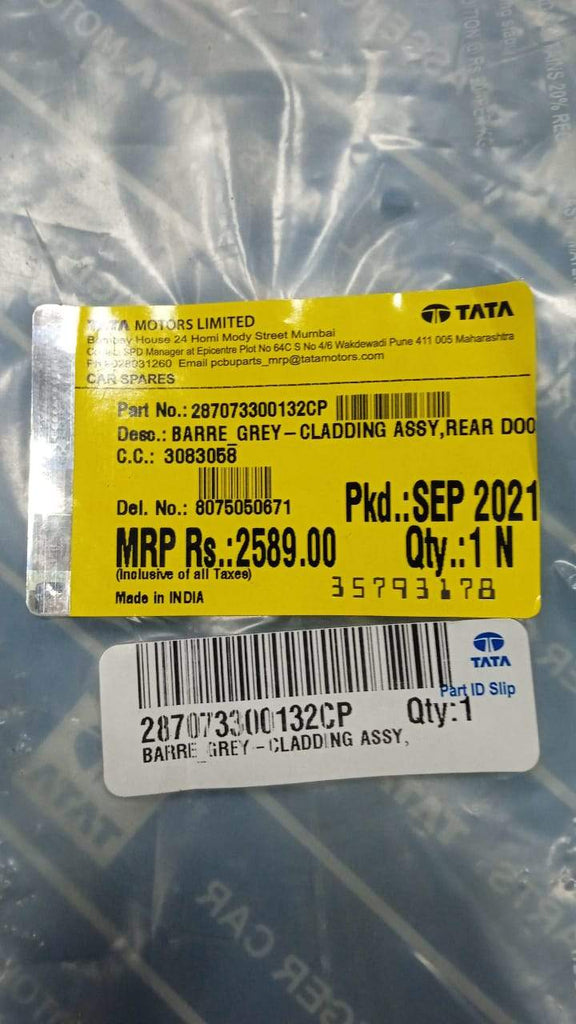 TATA MOTORS LIMITED
TATA
Bombay House 24 Homi Mody Street Mumbai
SPD Manager at Epicentre Plot No 64C S No 4/6 Wakdewadi Pune 411 005 Maharashtra
Email pcbuparts_mrp@tatamotors.com
CAR SPARES
Part No.: 287073300132CP
Desc.: BARRE_GREY-CLADDING ASSY,REAR DOO
C.C.: 3083058
Del. No.: 8075050671
Pkd.:SEP 2021
MRP Rs.:2589.00
Qty.:1 N
(Inclusive of all Taxes)
35793178
Made in INDIA
TATA
Part ID Slip
287073300132CP
Qty:1
BARRE_GREY-CLADDING ASSY,
TATA
CAR